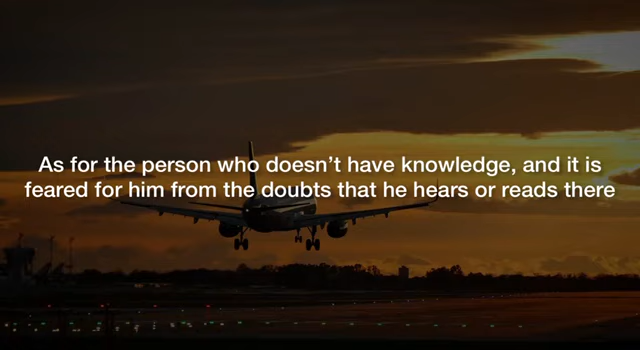 As for the person who doesn’t have knowledge, and it is
feared for him from the doubts that he hears or reads there